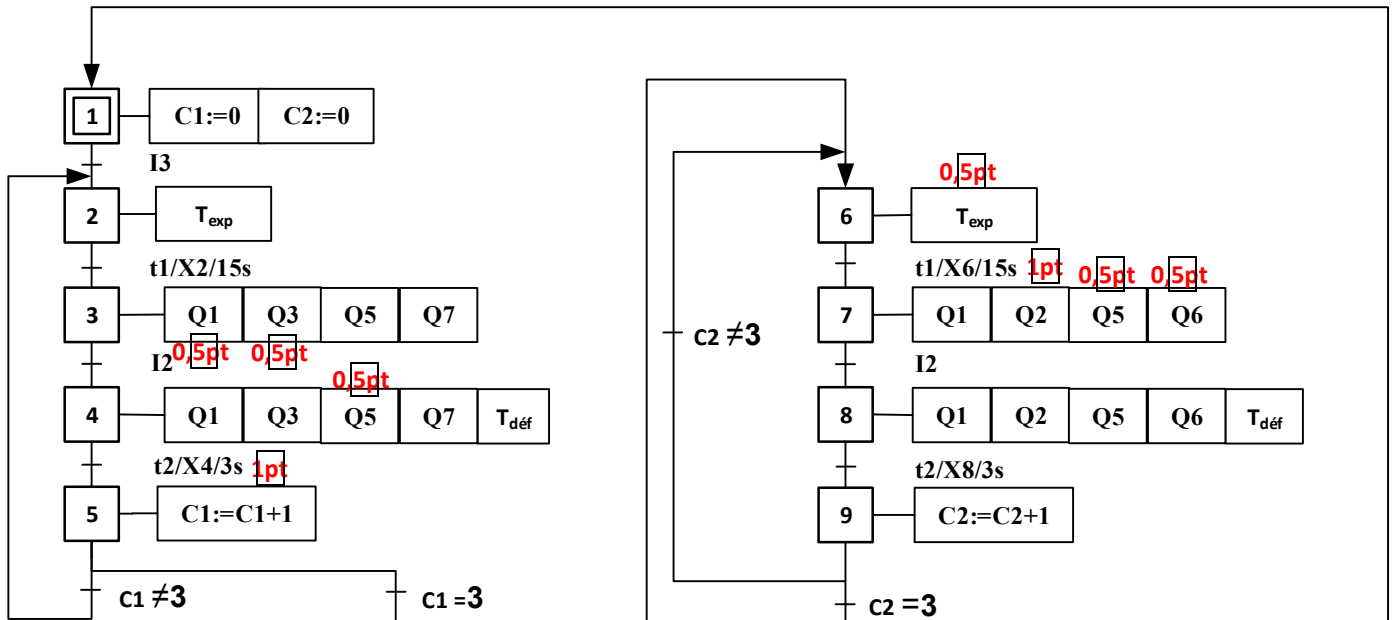 1 C1:=0 C2:=0
I3
2 Texp
t1/X2/15s
3 Q1 Q3 Q5 Q7
I2 0,5pt 0,5pt
0,5pt
4 Q1 Q3 Q5 Q7 Tdéf
t2/X4/3s 1pt
5 C1:=C1+1
C1 ≠3 C1 =3
0,5pt
6 Texp
t1/X6/15s 1pt 0,5pt 0,5pt
7 Q1 Q2 Q5 Q6
C2 ≠3
I2
8 Q1 Q2 Q5 Q6 Tdéf
t2/X8/3s
9 C2:=C2+1
C2 =3